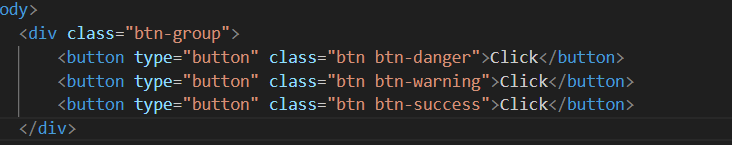 ody>
<div class="btn-group">
<button type="button" class="btn btn-danger">Click</button>
<button type="button" class="btn btn-warning">Click</button>
<button type="button" class="btn btn-success">Click</button>
</div>